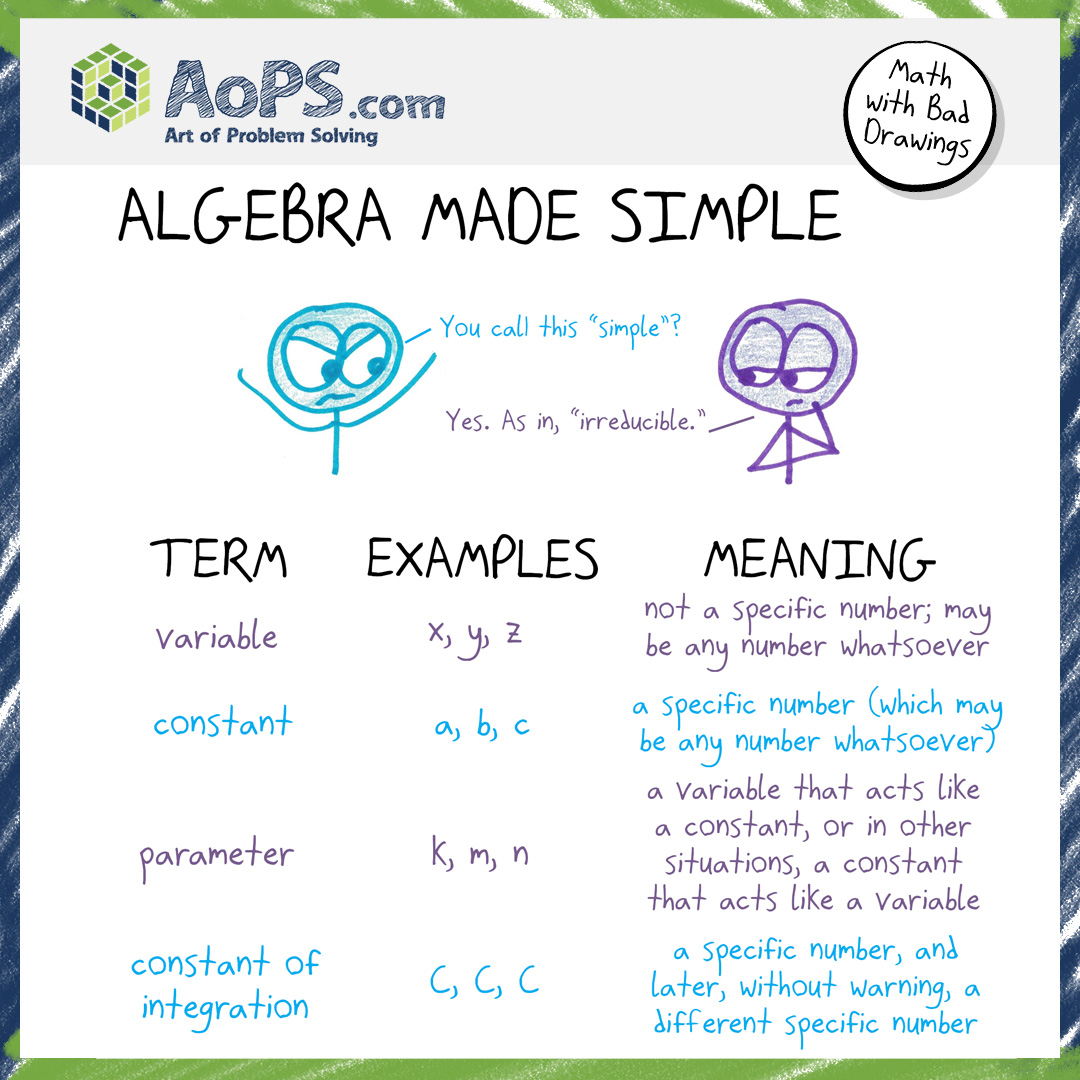 AoPS.com
Art of Problem Solving
Math
with Bad
Drawings
ALGEBRA MADE SIMPLE
You call this “simple”?
Yes. As in, “irreducible.”
TERM EXAMPLES MEANING
variable x, y, z not a specific number; may
be any number whatsoever
constant a, b, c a specific number (which may
be any number whatsoever)
parameter k, m, n a variable that acts like
a constant, or in other
situations, a constant
that acts like a variable
constant of
integration C, C, C a specific number, and
later, without warning, a
different specific number